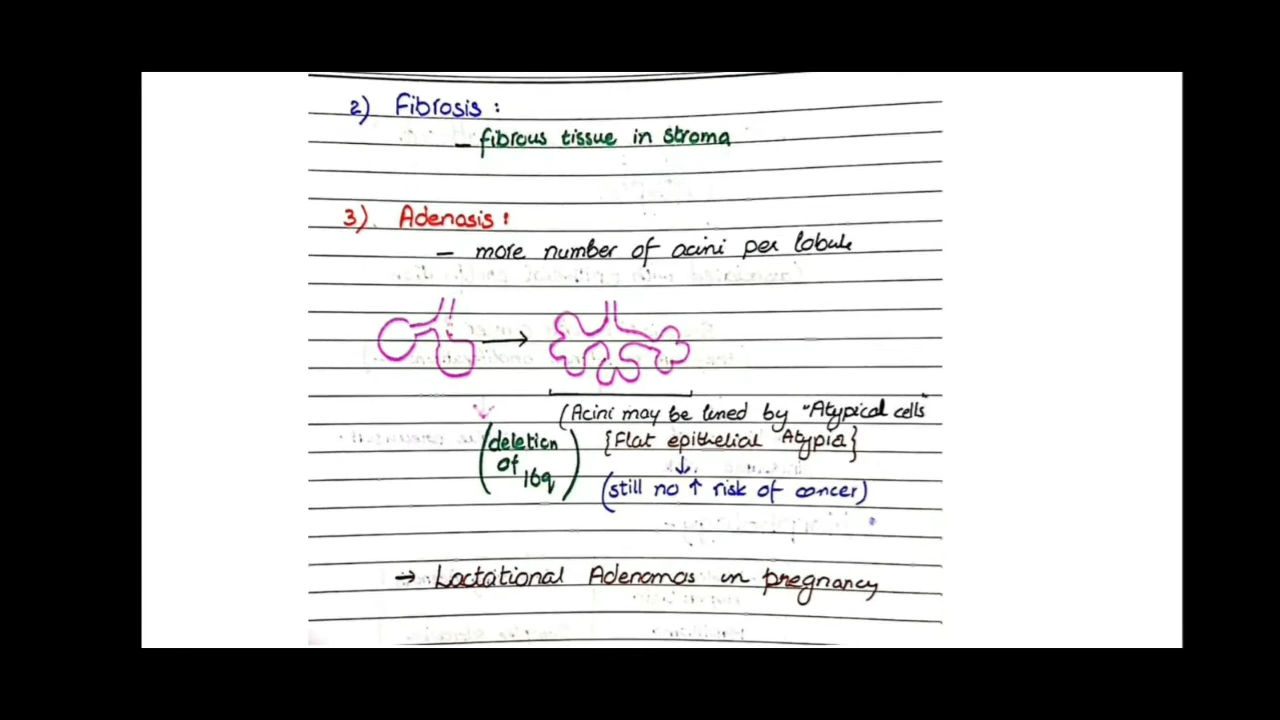 2) Fibrosis :
– fibrous tissue in stroma
3). Adenosis :
– more number of acini per lobule
→
(Acini may be lined by "Atypical cells"
(deletion of 16q)
{Flat epithelial Atypia}
↓
(still no ↑ risk of cancer)
→ Lactational Adenomas in pregnancy